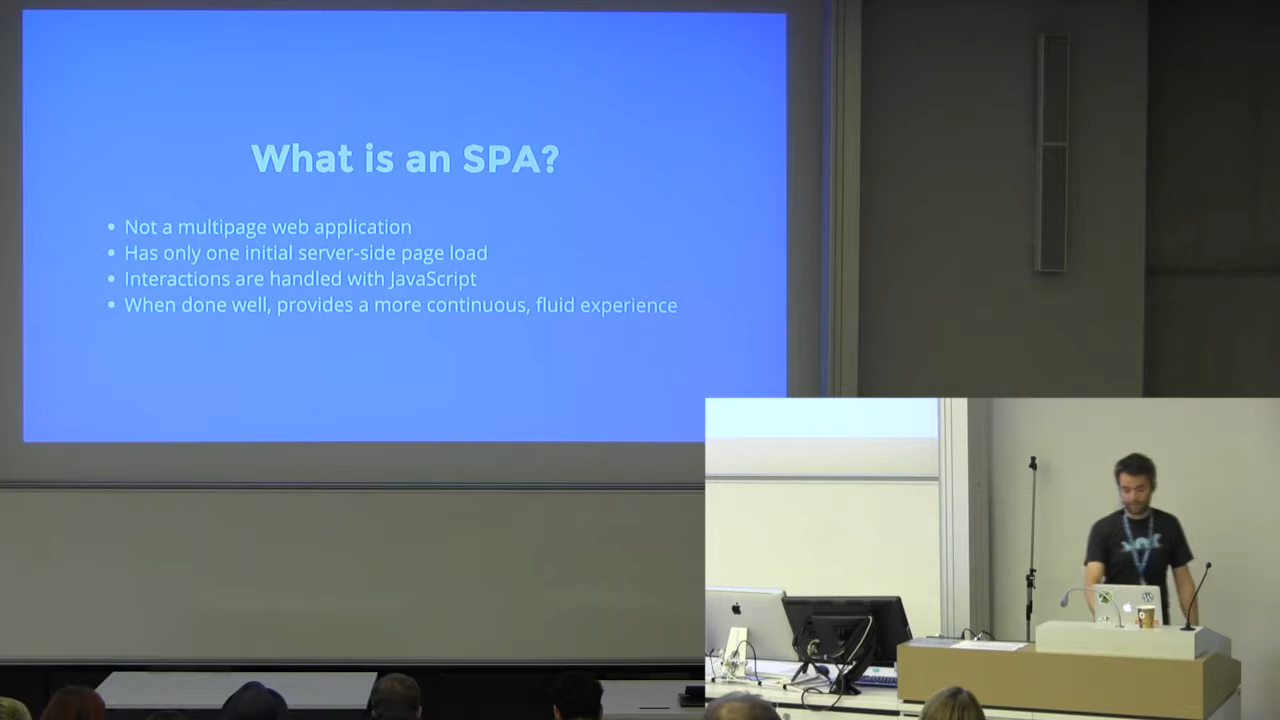 What is an SPA?
• Not a multipage web application
• Has only one initial server-side page load
• Interactions are handled with JavaScript
• When done well, provides a more continuous, fluid experience